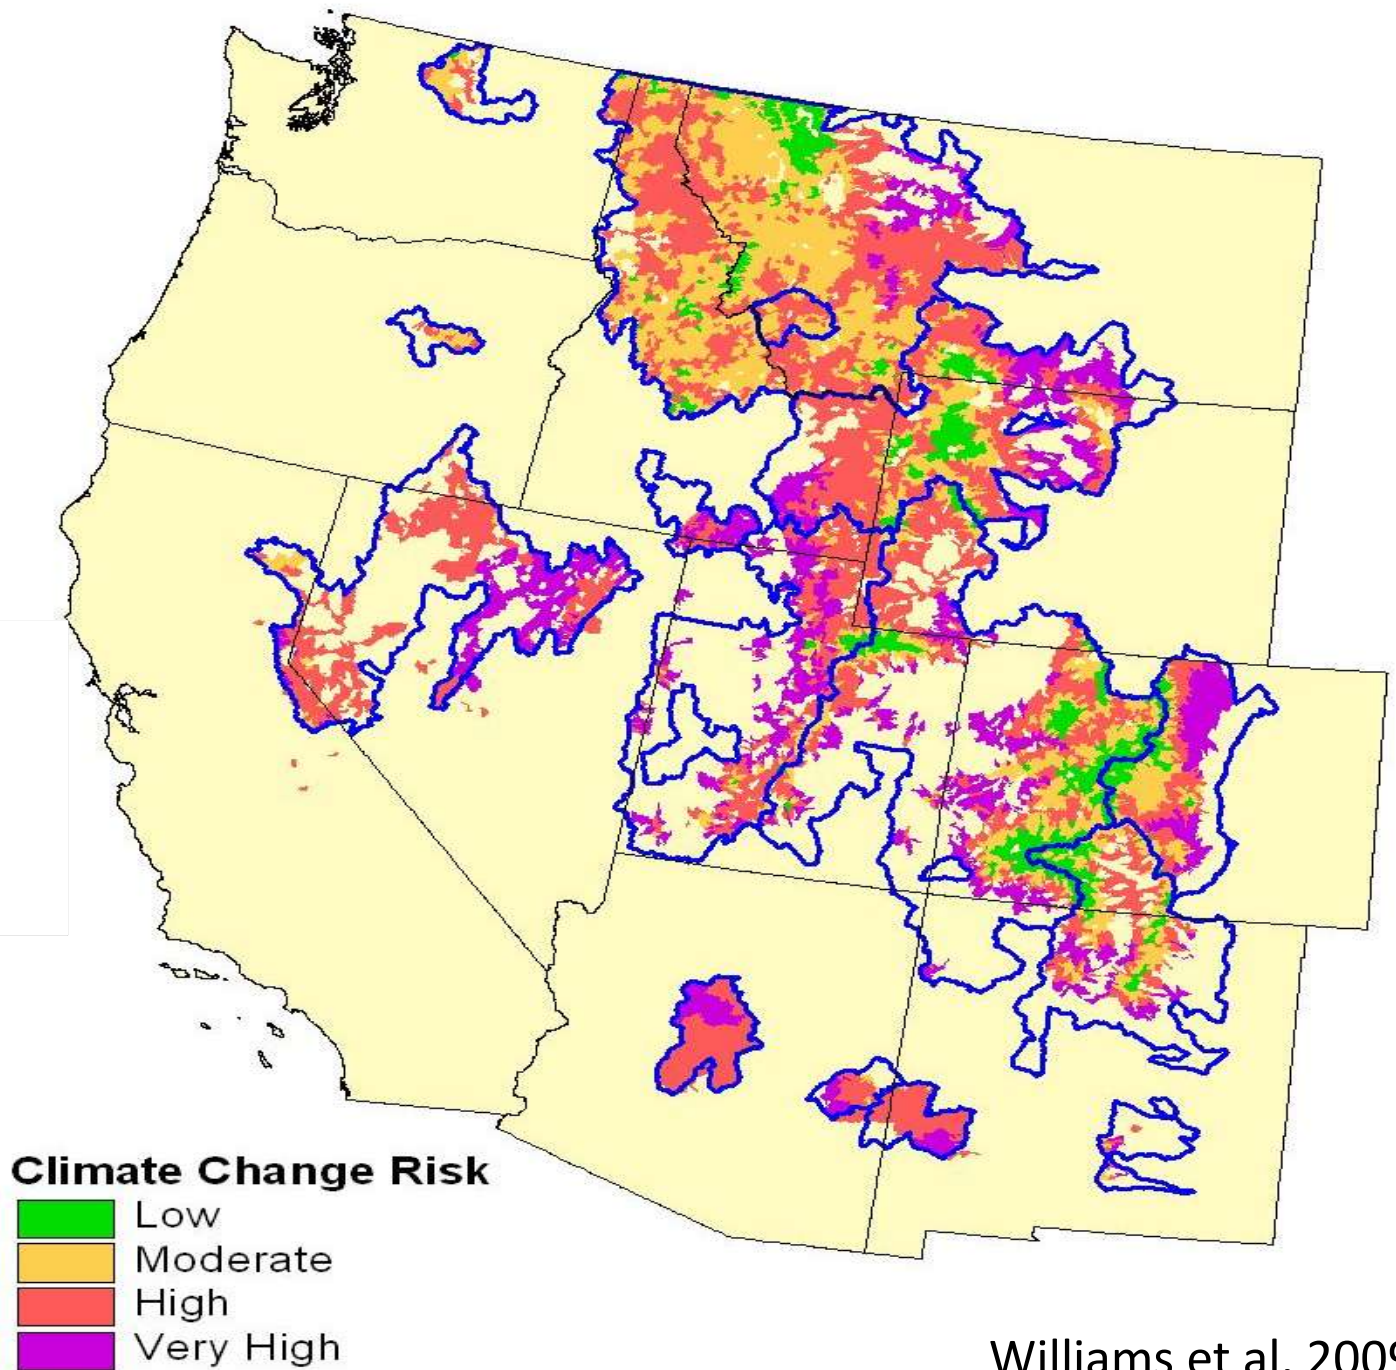 Climate Change Risk
Low
Moderate
High
Very High
Williams et al. 2009